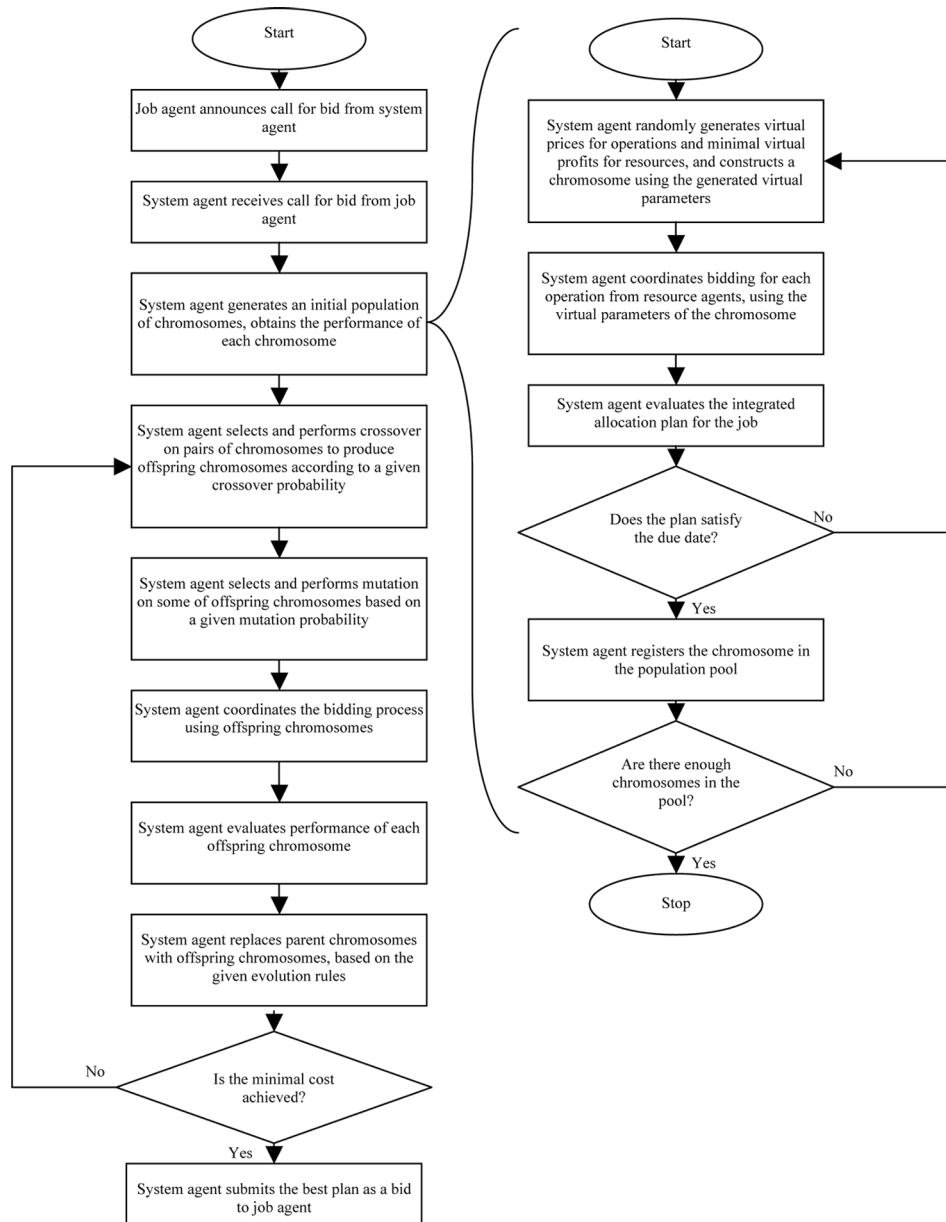 Start
Job agent announces call for bid from system
agent
System agent receives call for bid from job
agent
System agent generates an initial population
of chromosomes, obtains the performance of
each chromosome
System agent selects and performs crossover
on pairs of chromosomes to produce
offspring chromosomes according to a given
crossover probability
System agent selects and performs mutation
on some of offspring chromosomes based on
a given mutation probability
System agent coordinates the bidding process
using offspring chromosomes
System agent evaluates performance of each
offspring chromosome
System agent replaces parent chromosomes
with offspring chromosomes, based on the
given evolution rules
No
Is the minimal cost
achieved?
Yes
System agent submits the best plan as a bid
to job agent
Start
System agent randomly generates virtual
prices for operations and minimal virtual
profits for resources, and constructs a
chromosome using the generated virtual
parameters
System agent coordinates bidding for each
operation from resource agents, using the
virtual parameters of the chromosome
System agent evaluates the integrated
allocation plan for the job
Does the plan satisfy
the due date?
No
Yes
System agent registers the chromosome in
the population pool
Are there enough
chromosomes in the
pool?
No
Yes
Stop